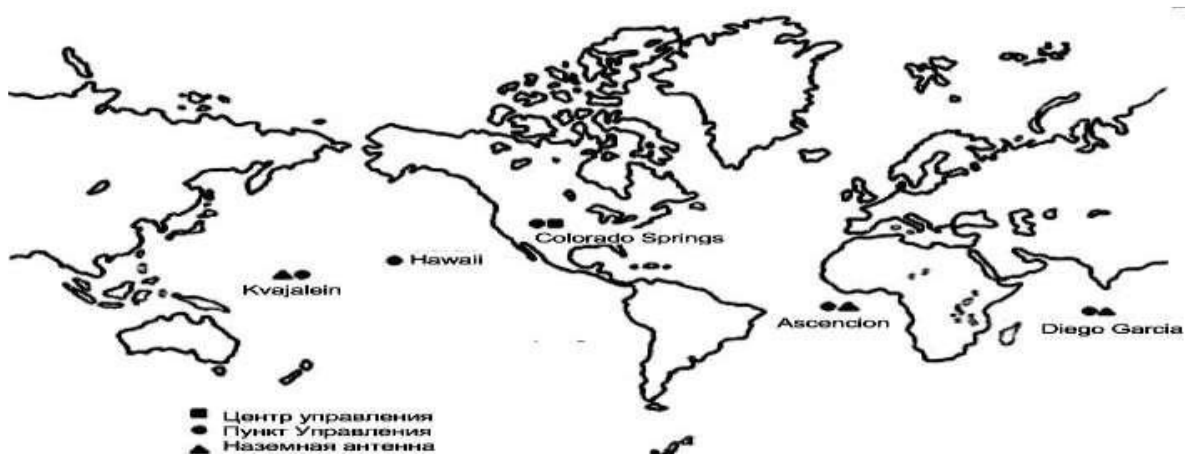 Colorado Springs
Hawaii
Kvajalein
Ascencion
Diego Garcia
Центр управления
Пункт Управления
Наземная антенна